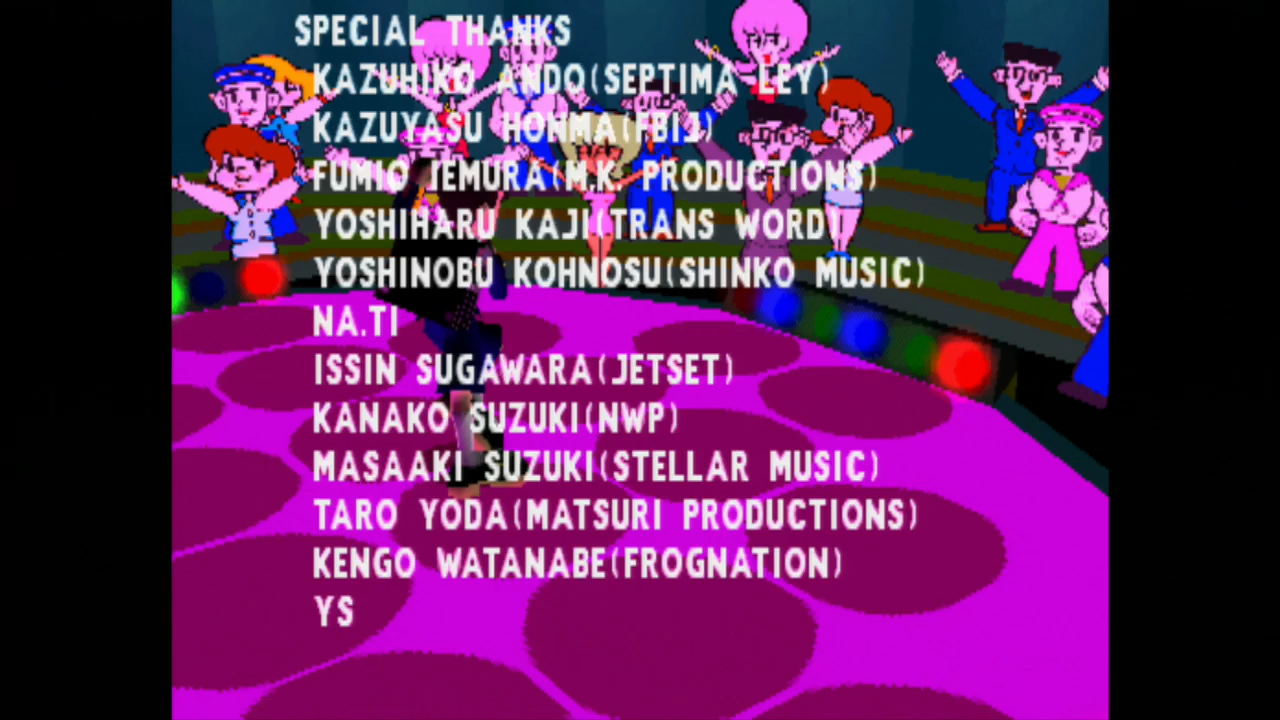 SPECIAL THANKS
KAZUHIKO ANDO(SEPTIMA LEY)
KAZUYASU HONMA(FBI3)
FUMIO IEMURA(M.K. PRODUCTIONS)
YOSHIHARU KAJI(TRANS WORD)
YOSHINOBU KOHNOSU(SHINKO MUSIC)
NA.TI
ISSIN SUGAWARA(JETSET)
KANAKO SUZUKI(NWP)
MASAAKI SUZUKI(STELLAR MUSIC)
TARO YODA(MATSURI PRODUCTIONS)
KENGO WATANABE(FROGNATION)
YS